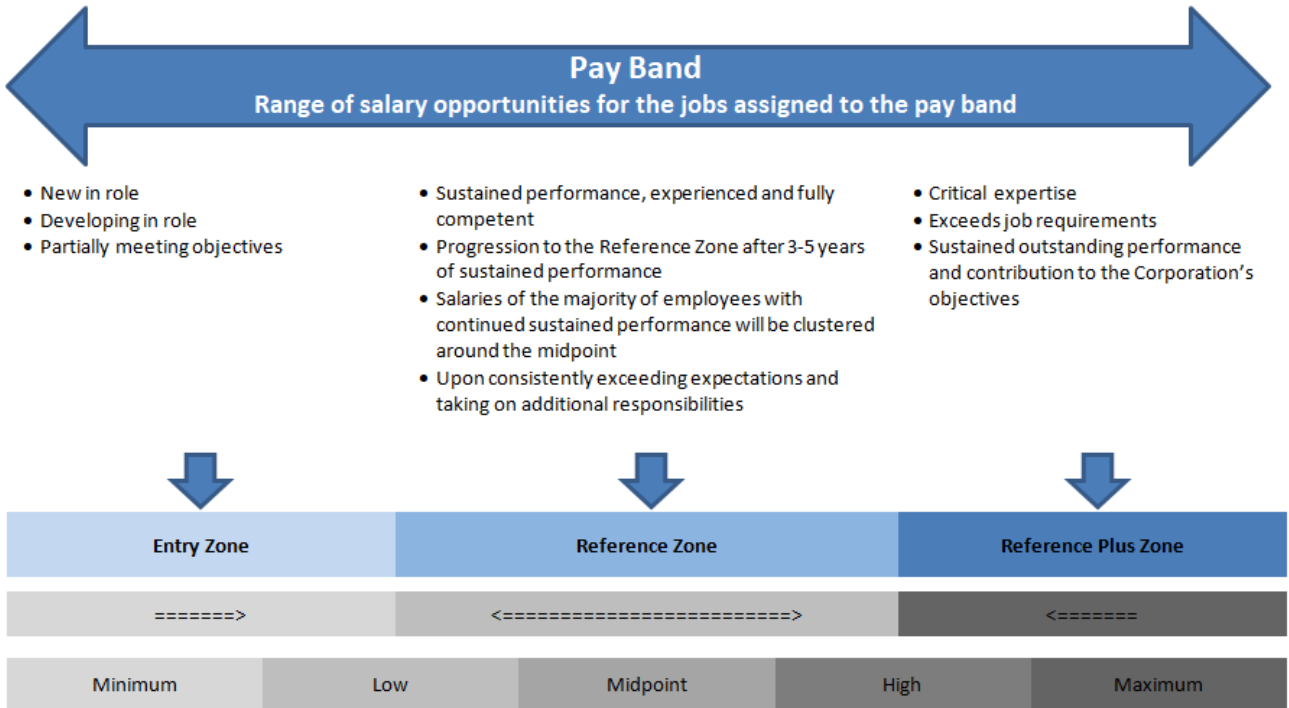 Pay Band
Range of salary opportunities for the jobs assigned to the pay band
• New in role
• Developing in role
• Partially meeting objectives
• Sustained performance, experienced and fully
competent
• Progression to the Reference Zone after 3-5 years
of sustained performance
• Salaries of the majority of employees with
continued sustained performance will be clustered
around the midpoint
• Upon consistently exceeding expectations and
taking on additional responsibilities
• Critical expertise
• Exceeds job requirements
• Sustained outstanding performance
and contribution to the Corporation's
objectives
Entry Zone
Reference Zone
Reference Plus Zone
=======>
<=========================>
<=======
Minimum
Low
Midpoint
High
Maximum